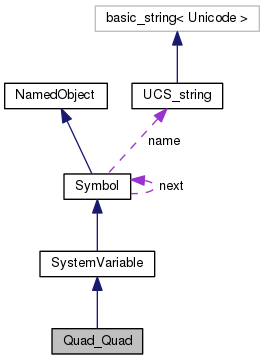 basic_string< Unicode >
NamedObject
UCS_string
name
Symbol
next
SystemVariable
Quad_Quad